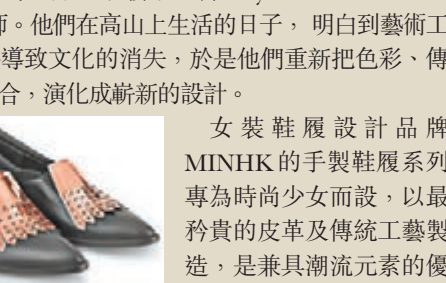 師。他們在高山上生活的日子， 明白到藝術工
導致文化的消失，於是他們重新把色彩、傳
合，演化成嶄新的設計。
女裝鞋履設計品牌
MINHK的手製鞋履系列
專為時尚少女而設，以最
矜貴的皮革及傳統工藝製
造，是兼具潮流元素的優